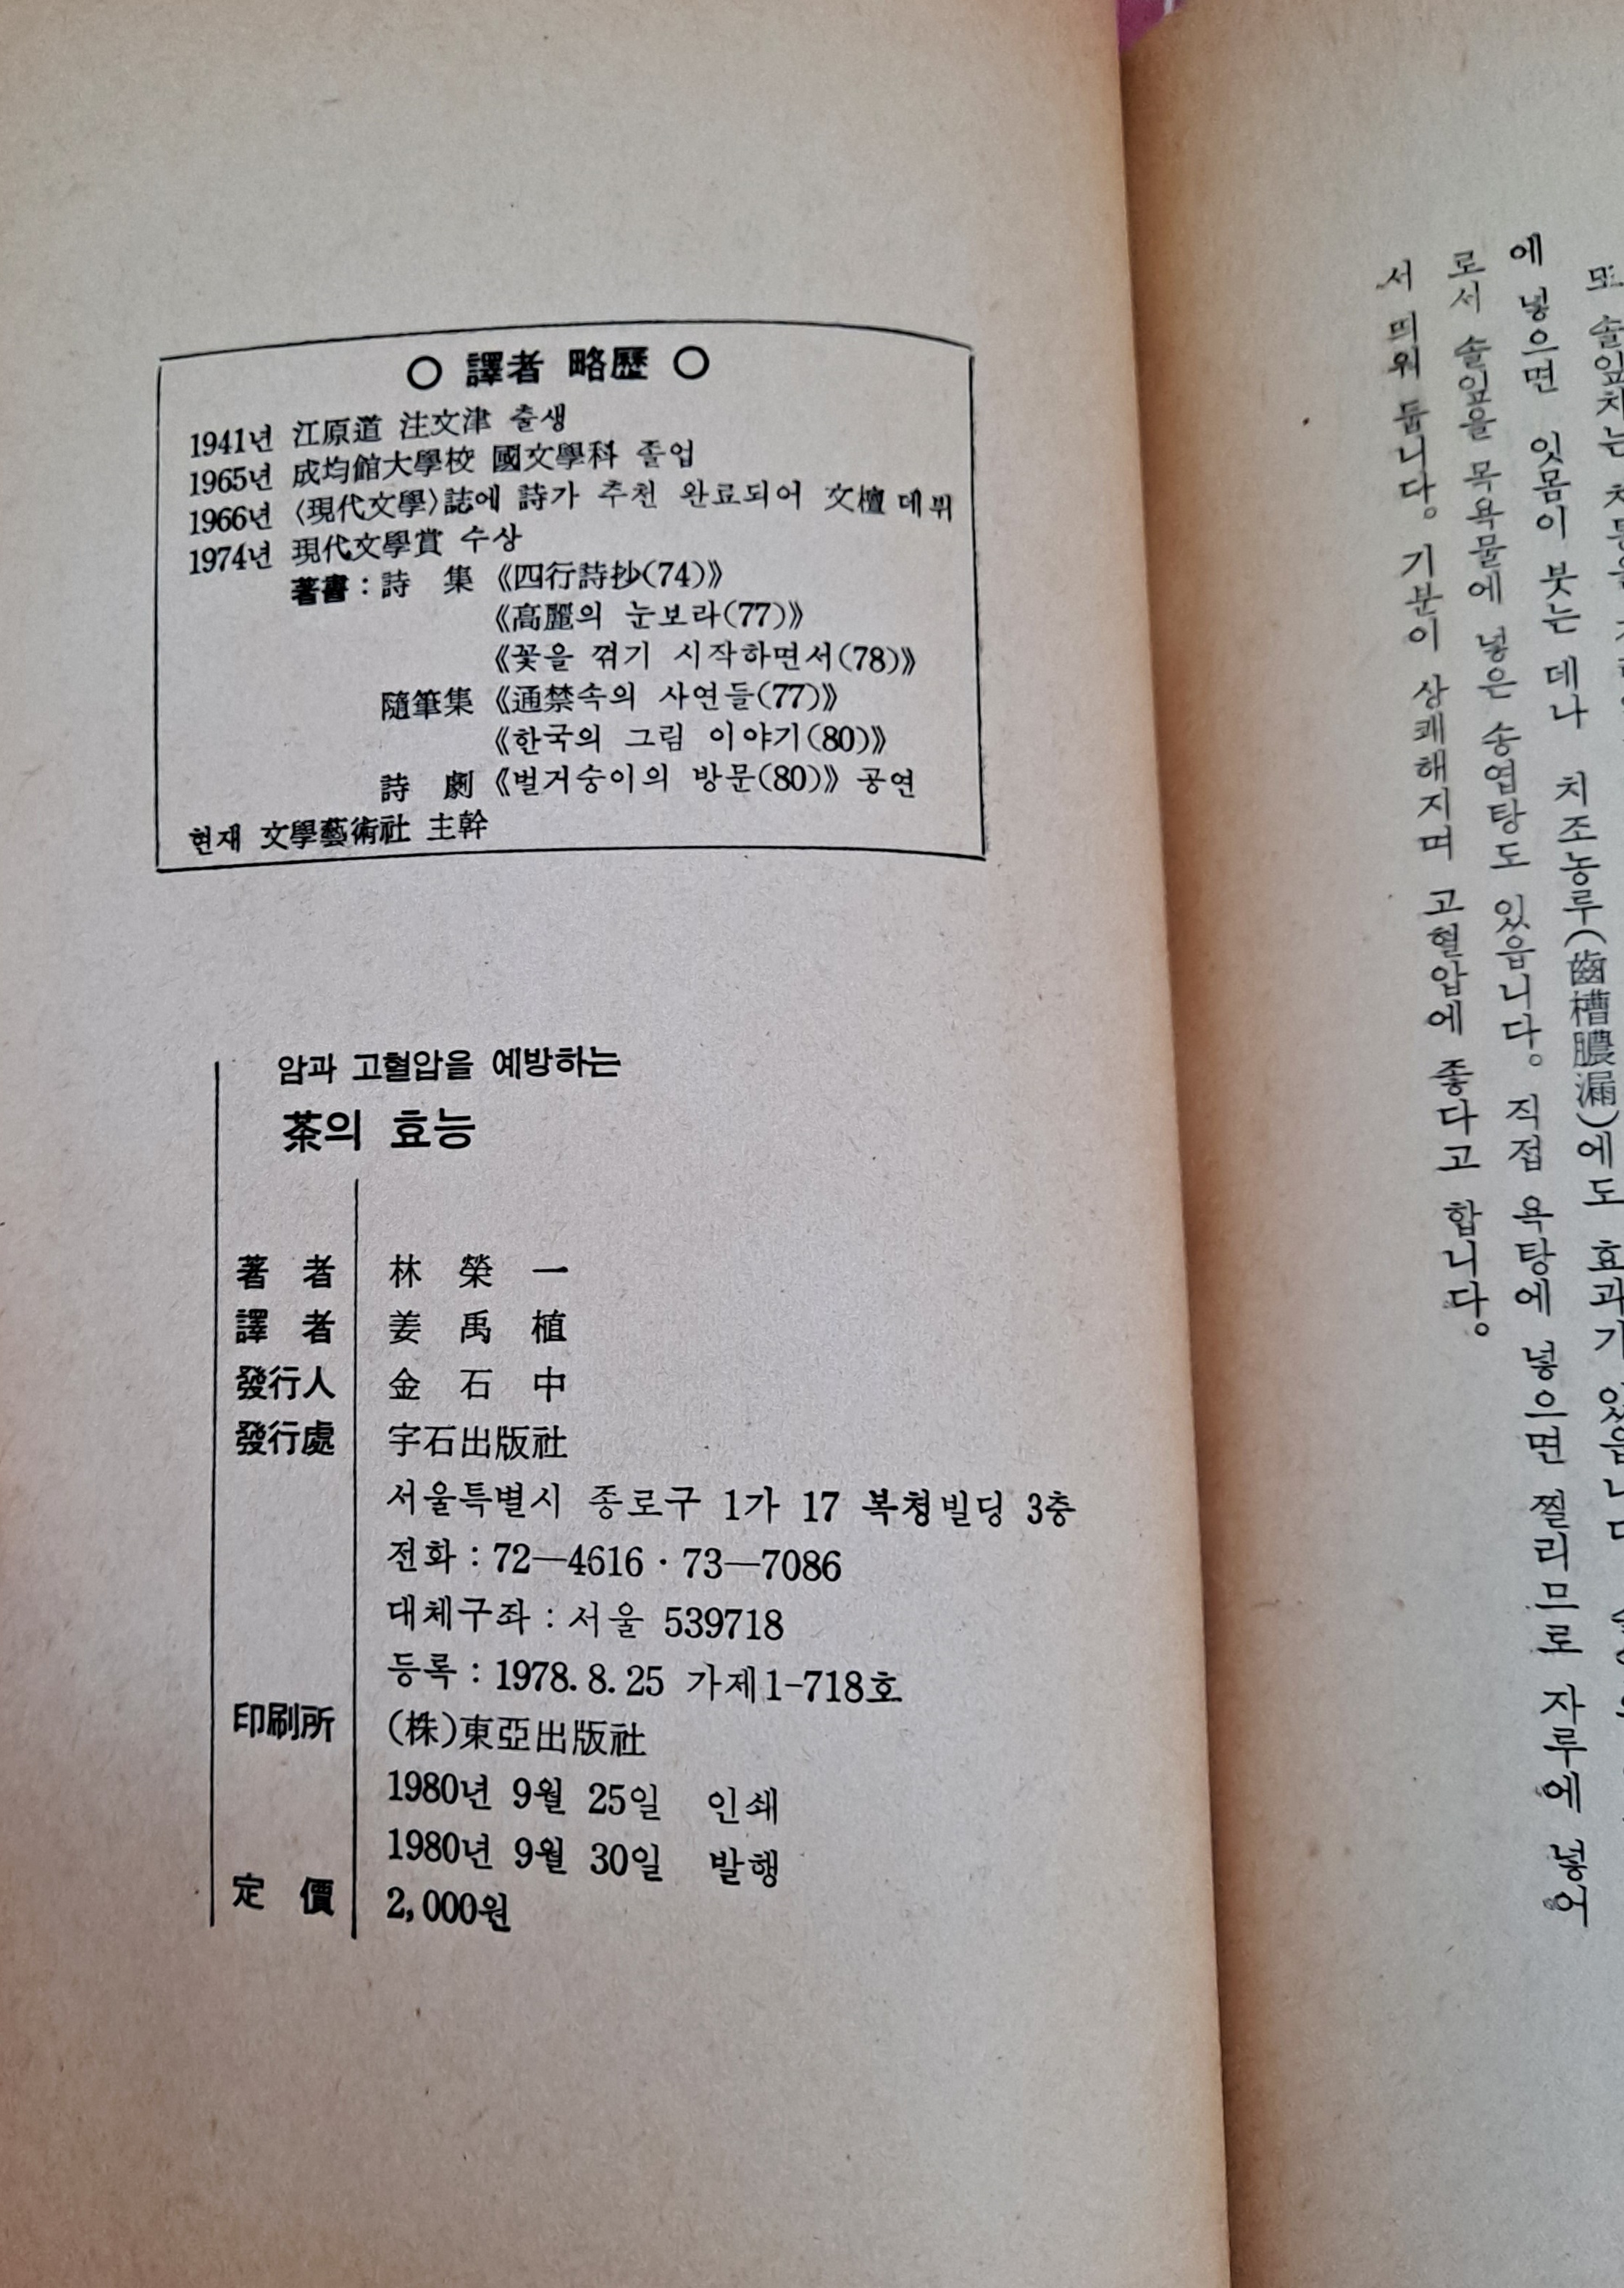 ○ 譯者 略歷 ○
1941년 江原道 注文津 출생
1965년 成均館大學校 國文學科 졸업
1966년 〈現代文學〉誌에 詩가 추천 완료되어 文檀 데뷔
1974년 現代文學賞 수상
著書 : 詩 集 《四行詩抄(74)》
《高麗의 눈보라(77)》
《꽃을 꺾기 시작하면서(78)》
隨筆集 《通禁속의 사연들(77)》
《한국의 그림 이야기(80)》
詩 劇 《벌거숭이의 방문(80)》 공연
현재 文學藝術社 主幹
암과 고혈압을 예방하는
茶의 효능
著 者 林 榮 一
譯 者 姜 禹 植
發行人 金 石 中
發行處 宇石出版社
서울특별시 종로구 1가 17 복청빌딩 3층
전화 : 72—4616 · 73—7086
대체구좌 : 서울 539718
등록 : 1978. 8. 25 가제1-718호
印刷所 (株)東亞出版社
1980년 9월 25일 인쇄
1980년 9월 30일 발행
定 價 2,000원
또 솔잎차는
에 넣으면 잇몸이 붓는 데나 치조농루(齒槽膿漏)에도 효과가 있읍니다
로서 솔잎을 목욕물에 넣은 송엽탕도 있읍니다. 직접 욕탕에 넣으면 찔리므로 자루에 넣어
서 띄워 둡니다. 기분이 상쾌해지며 고혈압에 좋다고 합니다.